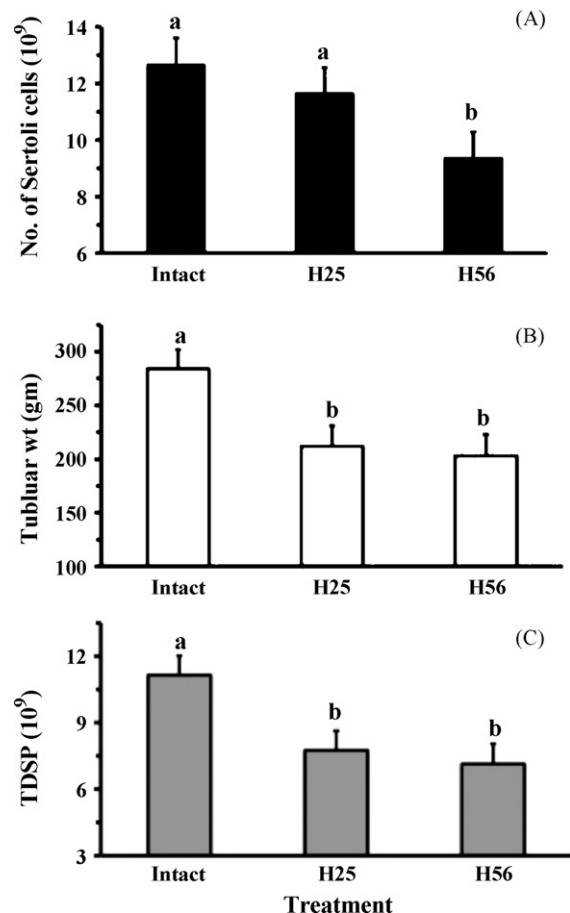 (A)
No. of Sertoli cells (10⁹)
14
12
10
8
6
a
a
b
Intact H25 H56
(B)
Tubluar wt (gm)
300
250
200
150
100
a
b
b
Intact H25 H56
(C)
TDSP (10⁹)
12
9
6
3
a
b
b
Intact H25 H56
Treatment